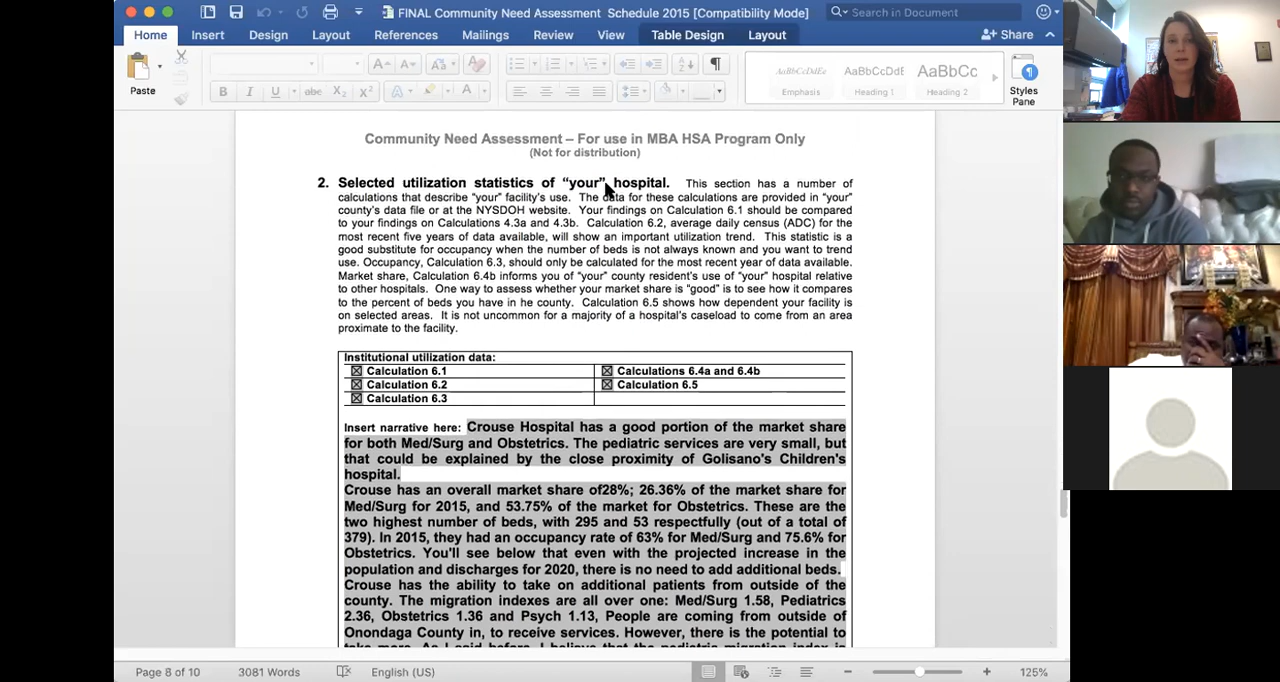 FINAL Community Need Assessment Schedule 2015 [Compatibility Mode]
Search in Document
Home Insert Design Layout References Mailings Review View Table Design Layout
Share
Paste
B I U abc X2 X2
AaBbCcDdEe AaBbCcDdE AaBbCc
Emphasis Heading 1 Heading 2
Styles
Pane
Community Need Assessment – For use in MBA HSA Program Only
(Not for distribution)
2. Selected utilization statistics of “your” hospital. This section has a number of
calculations that describe “your” facility’s use. The data for these calculations are provided in “your”
county’s data file or at the NYSDOH website. Your findings on Calculation 6.1 should be compared
to your findings on Calculations 4.3a and 4.3b. Calculation 6.2, average daily census (ADC) for the
most recent five years of data available, will show an important utilization trend. This statistic is a
good substitute for occupancy when the number of beds is not always known and you want to trend
use. Occupancy, Calculation 6.3, should only be calculated for the most recent year of data available.
Market share, Calculation 6.4b informs you of “your” county resident’s use of “your” hospital relative
to other hospitals. One way to assess whether your market share is “good” is to see how it compares
to the percent of beds you have in he county. Calculation 6.5 shows how dependent your facility is
on selected areas. It is not uncommon for a majority of a hospital’s caseload to come from an area
proximate to the facility.
Institutional utilization data:
Calculation 6.1 Calculations 6.4a and 6.4b
Calculation 6.2 Calculation 6.5
Calculation 6.3
Insert narrative here: Crouse Hospital has a good portion of the market share
for both Med/Surg and Obstetrics. The pediatric services are very small, but
that could be explained by the close proximity of Golisano's Children's
hospital.
Crouse has an overall market share of28%; 26.36% of the market share for
Med/Surg for 2015, and 53.75% of the market for Obstetrics. These are the
two highest number of beds, with 295 and 53 respectfully (out of a total of
379). In 2015, they had an occupancy rate of 63% for Med/Surg and 75.6% for
Obstetrics. You'll see below that even with the projected increase in the
population and discharges for 2020, there is no need to add additional beds.
Crouse has the ability to take on additional patients from outside of the
county. The migration indexes are all over one: Med/Surg 1.58, Pediatrics
2.36, Obstetrics 1.36 and Psych 1.13, People are coming from outside of
Onondaga County in, to receive services. However, there is the potential to
take more. As I said before, I believe that the pediatric migration index is
Page 8 of 10 3081 Words English (US) 125%